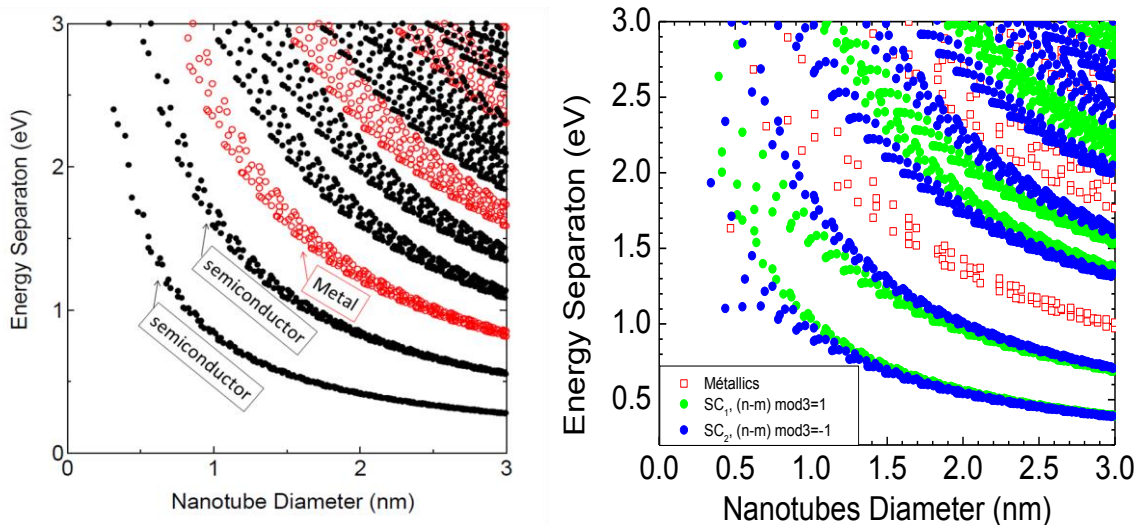 Energy Separaton (eV)
3
2
1
0
semiconductor
semiconductor
Metal
0
1
2
3
Nanotube Diameter (nm)
Energy Separaton (eV)
3.0
2.5
2.0
1.5
1.0
0.5
Métallics
SC1, (n-m) mod3=1
SC2, (n-m) mod3=-1
0.0
0.5
1.0
1.5
2.0
2.5
3.0
Nanotubes Diameter (nm)